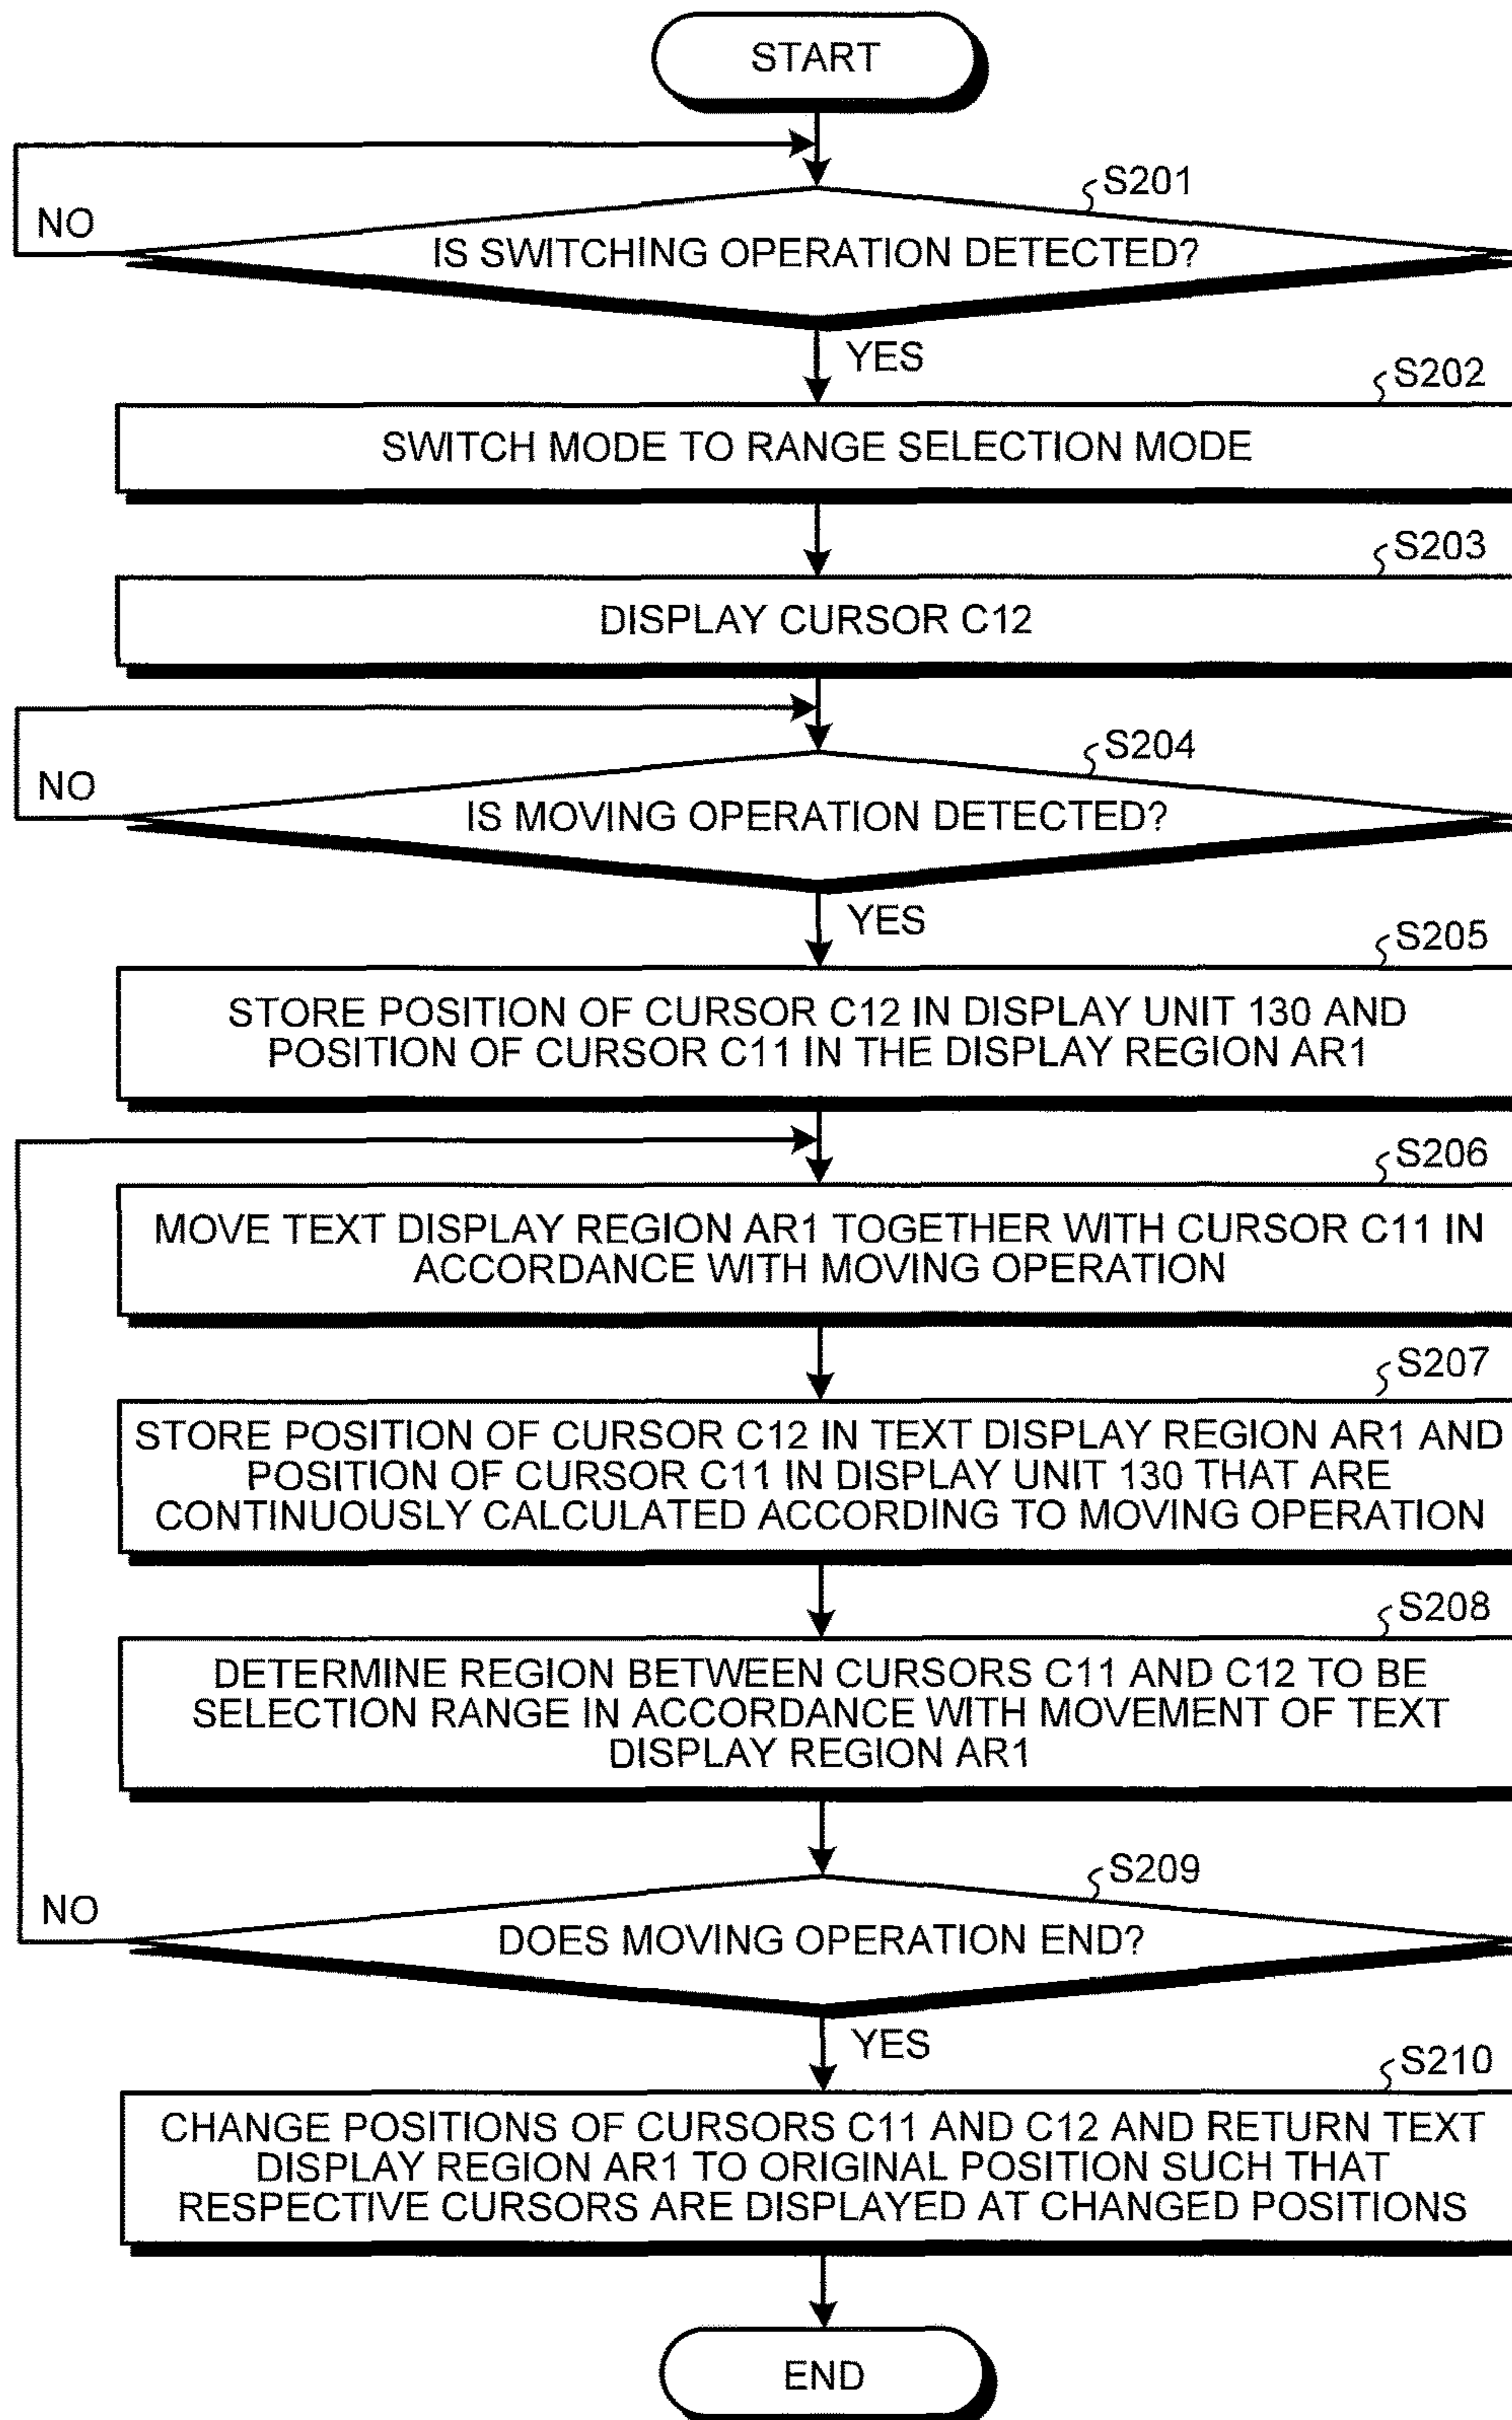 START
S201
NO
IS SWITCHING OPERATION DETECTED?
YES
S202
SWITCH MODE TO RANGE SELECTION MODE
S203
DISPLAY CURSOR C12
S204
NO
IS MOVING OPERATION DETECTED?
YES
S205
STORE POSITION OF CURSOR C12 IN DISPLAY UNIT 130 AND
POSITION OF CURSOR C11 IN THE DISPLAY REGION AR1
S206
MOVE TEXT DISPLAY REGION AR1 TOGETHER WITH CURSOR C11 IN
ACCORDANCE WITH MOVING OPERATION
S207
STORE POSITION OF CURSOR C12 IN TEXT DISPLAY REGION AR1 AND
POSITION OF CURSOR C11 IN DISPLAY UNIT 130 THAT ARE
CONTINUOUSLY CALCULATED ACCORDING TO MOVING OPERATION
S208
DETERMINE REGION BETWEEN CURSORS C11 AND C12 TO BE
SELECTION RANGE IN ACCORDANCE WITH MOVEMENT OF TEXT
DISPLAY REGION AR1
S209
NO
DOES MOVING OPERATION END?
YES
S210
CHANGE POSITIONS OF CURSORS C11 AND C12 AND RETURN TEXT
DISPLAY REGION AR1 TO ORIGINAL POSITION SUCH THAT
RESPECTIVE CURSORS ARE DISPLAYED AT CHANGED POSITIONS
END